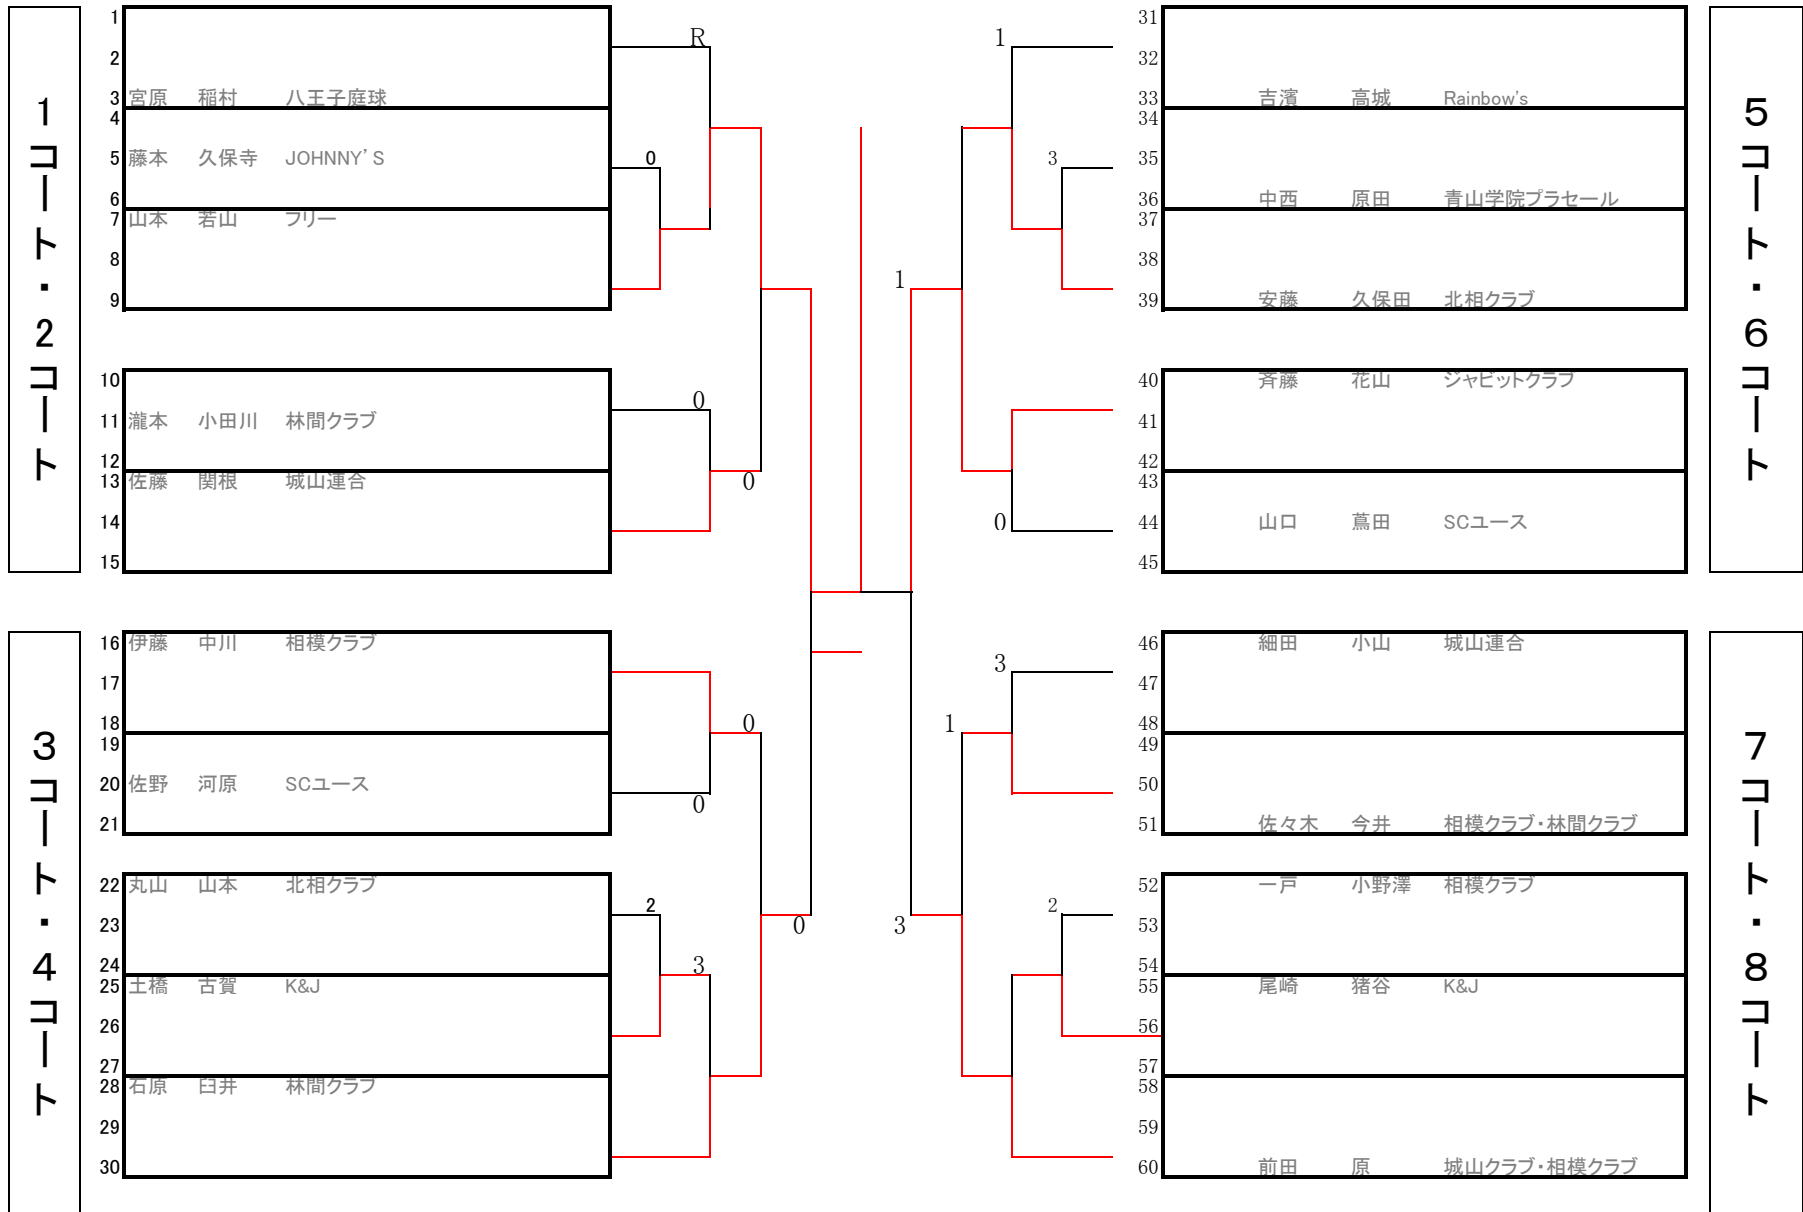 1コート・2コート
1
2
3 宮原 稲村 八王子庭球
4
5 藤本 久保寺 JOHNNY'S
6
7 山本 若山 フリー
8
9
10
11 瀧本 小田川 林間クラブ
12
13 佐藤 関根 城山連合
14
15
3コート・4コート
16 伊藤 中川 相模クラブ
17
18
19
20 佐野 河原 SCユース
21
22 丸山 山本 北相クラブ
23
24
25 土橋 古賀 K&J
26
27
28 石原 臼井 林間クラブ
29
30
R
0
0
0
0
0
2
3
0
1
3
1
0
3
1
2
3
5コート・6コート
31
32
33 吉濱 高城 Rainbow's
34
35
36 中西 原田 青山学院プラセール
37
38
39 安藤 久保田 北相クラブ
40 斉藤 花山 ジャビットクラブ
41
42
43
44 山口 蔦田 SCユース
45
7コート・8コート
46 細田 小山 城山連合
47
48
49
50
51 佐々木 今井 相模クラブ・林間クラブ
52 一戸 小野澤 相模クラブ
53
54
55 尾崎 猪谷 K&J
56
57
58
59
60 前田 原 城山クラブ・相模クラブ